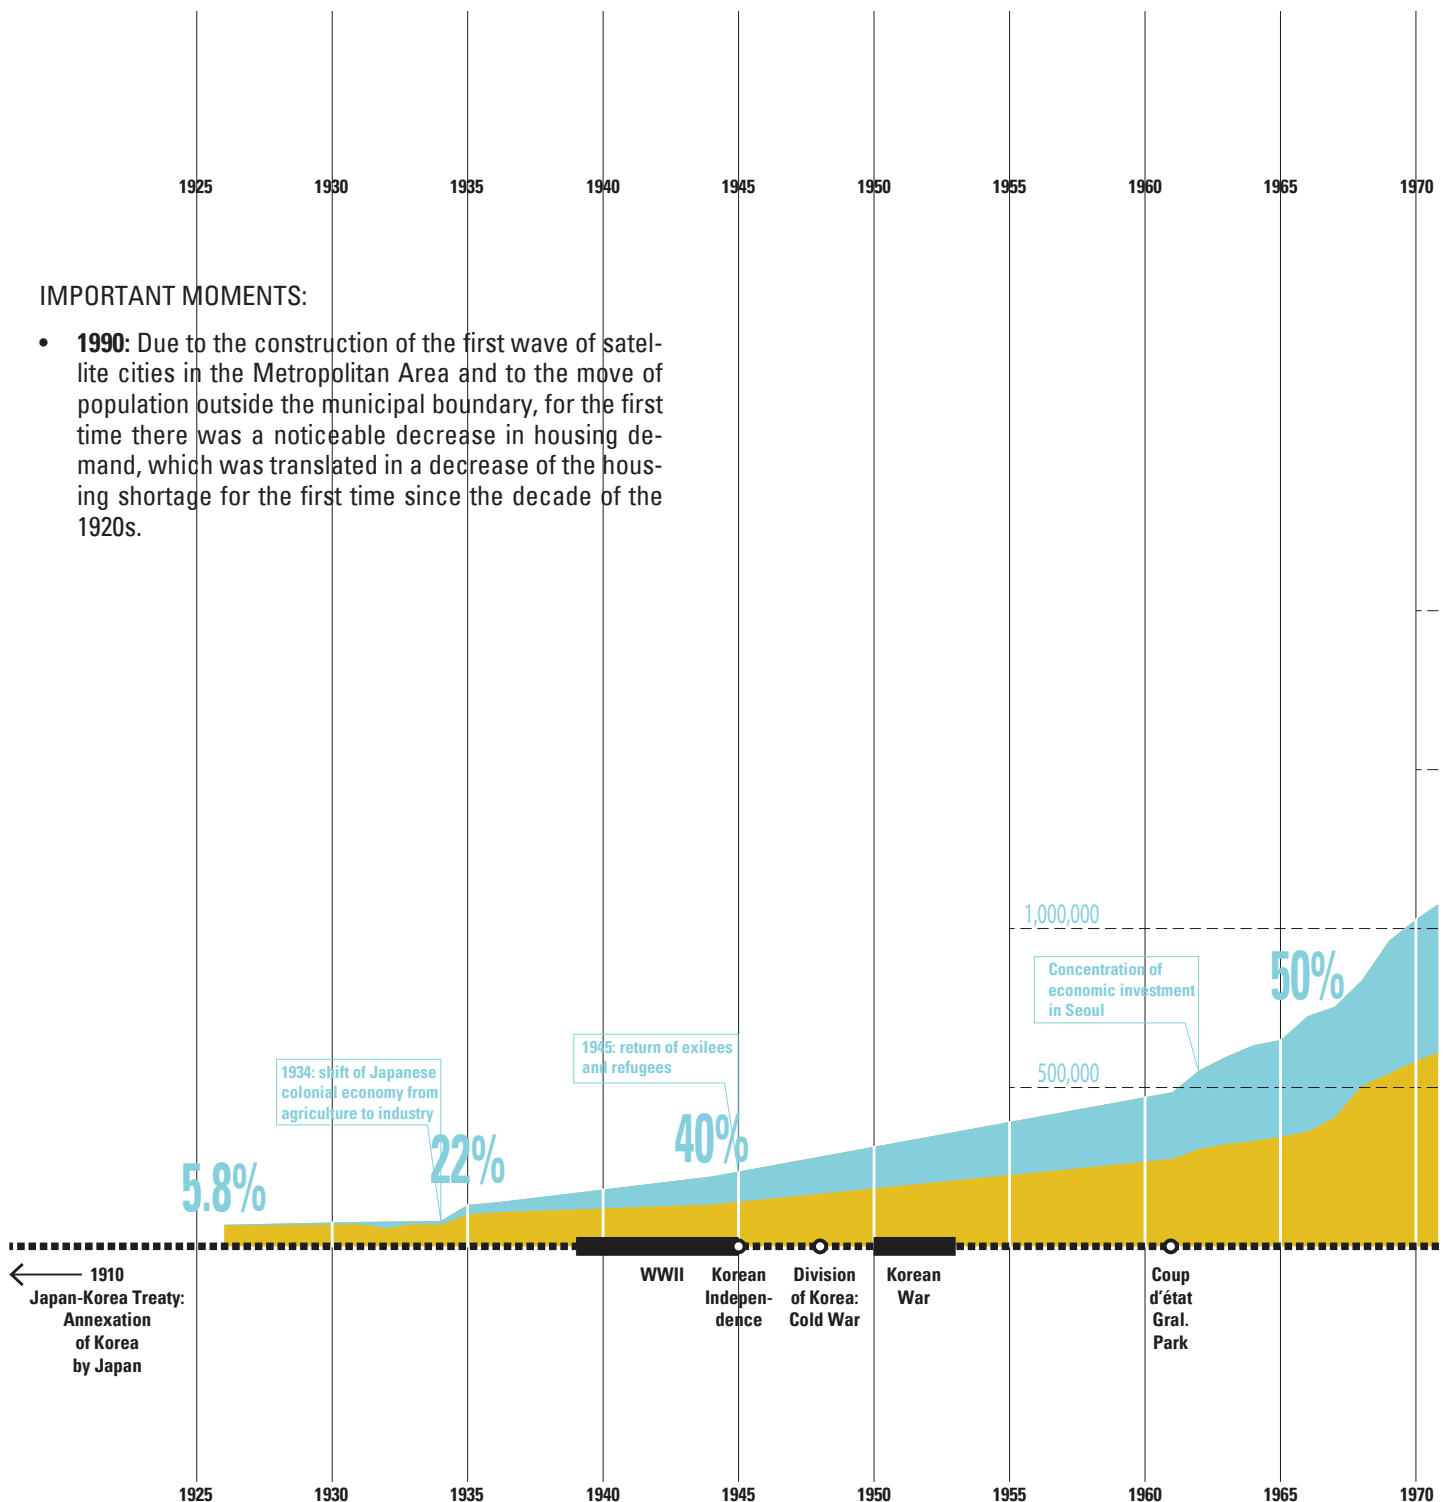 1925 1930 1935 1940 1945 1950 1955 1960 1965 1970
IMPORTANT MOMENTS:
• 1990: Due to the construction of the first wave of satel-
lite cities in the Metropolitan Area and to the move of
population outside the municipal boundary, for the first
time there was a noticeable decrease in housing de-
mand, which was translated in a decrease of the hous-
ing shortage for the first time since the decade of the
1920s.
1,000,000
Concentration of
economic investment
in Seoul
50%
500,000
1945: return of exilees
and refugees
1934: shift of Japanese
colonial economy from
agriculture to industry
40%
22%
5.8%
1910
Japan-Korea Treaty:
Annexation
of Korea
by Japan
WWII
Korean
Indepen-
dence
Division
of Korea:
Cold War
Korean
War
Coup
d’état
Gral.
Park
1925 1930 1935 1940 1945 1950 1955 1960 1965 1970